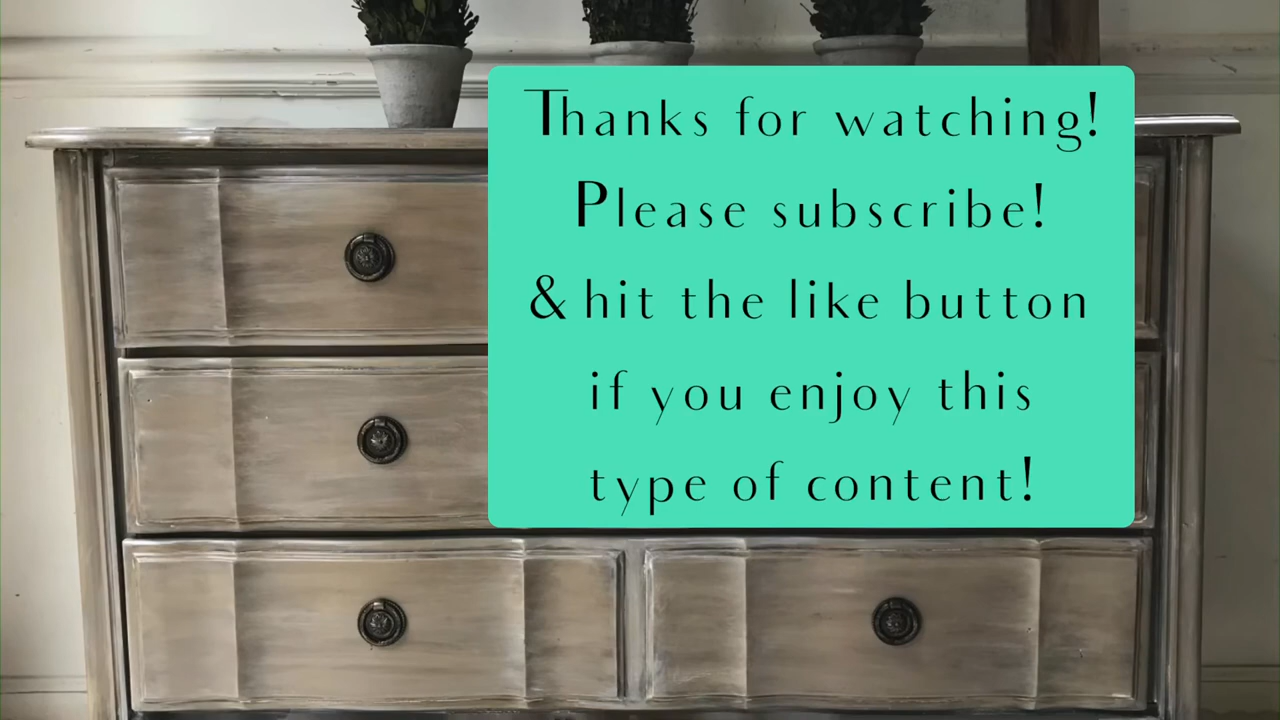 Thanks for watching!
Please subscribe!
& hit the like button
if you enjoy this
type of content!